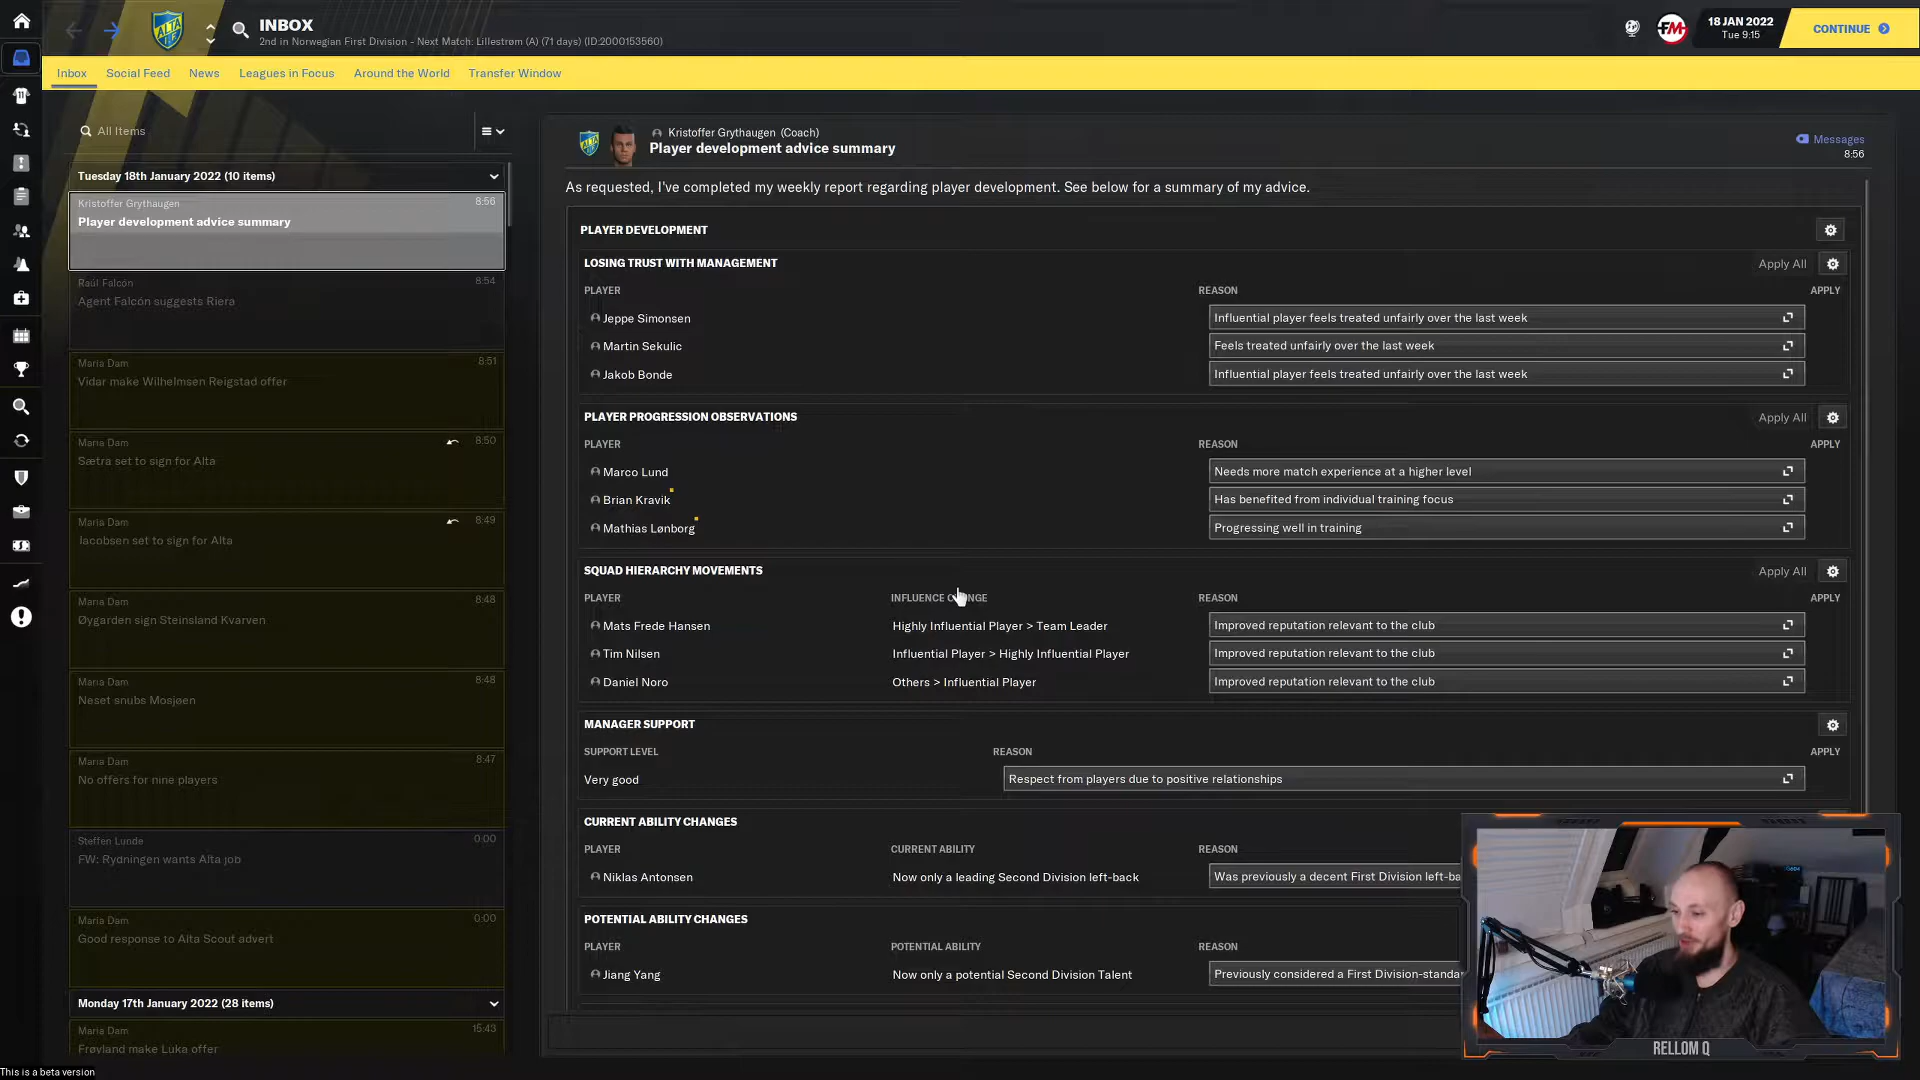 INBOX
2nd in Norwegian First Division - Next Match: Lillestrøm (A) (71 days) (ID:2000153560)
18 JAN 2022
Tue 9:15
CONTINUE
Inbox Social Feed News Leagues in Focus Around the World Transfer Window
All Items
Tuesday 18th January 2022 (10 items)
Kristoffer Grythaugen 8:56
Player development advice summary
Raúl Falcón 8:54
Agent Falcón suggests Riera
Maria Dam 8:51
Vidar make Wilhelmsen Reigstad offer
Maria Dam 8:50
Sætra set to sign for Alta
Maria Dam 8:49
Jacobsen set to sign for Alta
Maria Dam 8:48
Øygarden sign Steinsland Kvarven
Maria Dam 8:48
Neset snubs Mosjøen
Maria Dam 8:47
No offers for nine players
Steffen Lunde 0:00
FW: Rydningen wants Alta job
Maria Dam 0:00
Good response to Alta Scout advert
Monday 17th January 2022 (28 items)
Maria Dam 15:43
Frøyland make Luka offer
Kristoffer Grythaugen (Coach)
Player development advice summary
Messages
8:56
As requested, I've completed my weekly report regarding player development. See below for a summary of my advice.
PLAYER DEVELOPMENT
LOSING TRUST WITH MANAGEMENT Apply All
PLAYER REASON APPLY
Jeppe Simonsen Influential player feels treated unfairly over the last week
Martin Sekulic Feels treated unfairly over the last week
Jakob Bonde Influential player feels treated unfairly over the last week
PLAYER PROGRESSION OBSERVATIONS Apply All
PLAYER REASON APPLY
Marco Lund Needs more match experience at a higher level
Brian Kravik Has benefited from individual training focus
Mathias Lønborg Progressing well in training
SQUAD HIERARCHY MOVEMENTS Apply All
PLAYER INFLUENCE REASON APPLY
Mats Frede Hansen Highly Influential Player > Team Leader Improved reputation relevant to the club
Tim Nilsen Influential Player > Highly Influential Player Improved reputation relevant to the club
Daniel Noro Others > Influential Player Improved reputation relevant to the club
MANAGER SUPPORT
SUPPORT LEVEL REASON APPLY
Very good Respect from players due to positive relationships
CURRENT ABILITY CHANGES
PLAYER CURRENT ABILITY REASON
Niklas Antonsen Now only a leading Second Division left-back Was previously a decent First Division left-ba
POTENTIAL ABILITY CHANGES
PLAYER POTENTIAL ABILITY REASON
Jiang Yang Now only a potential Second Division Talent Previously considered a First Division-standa
RELLOM Q
This is a beta version